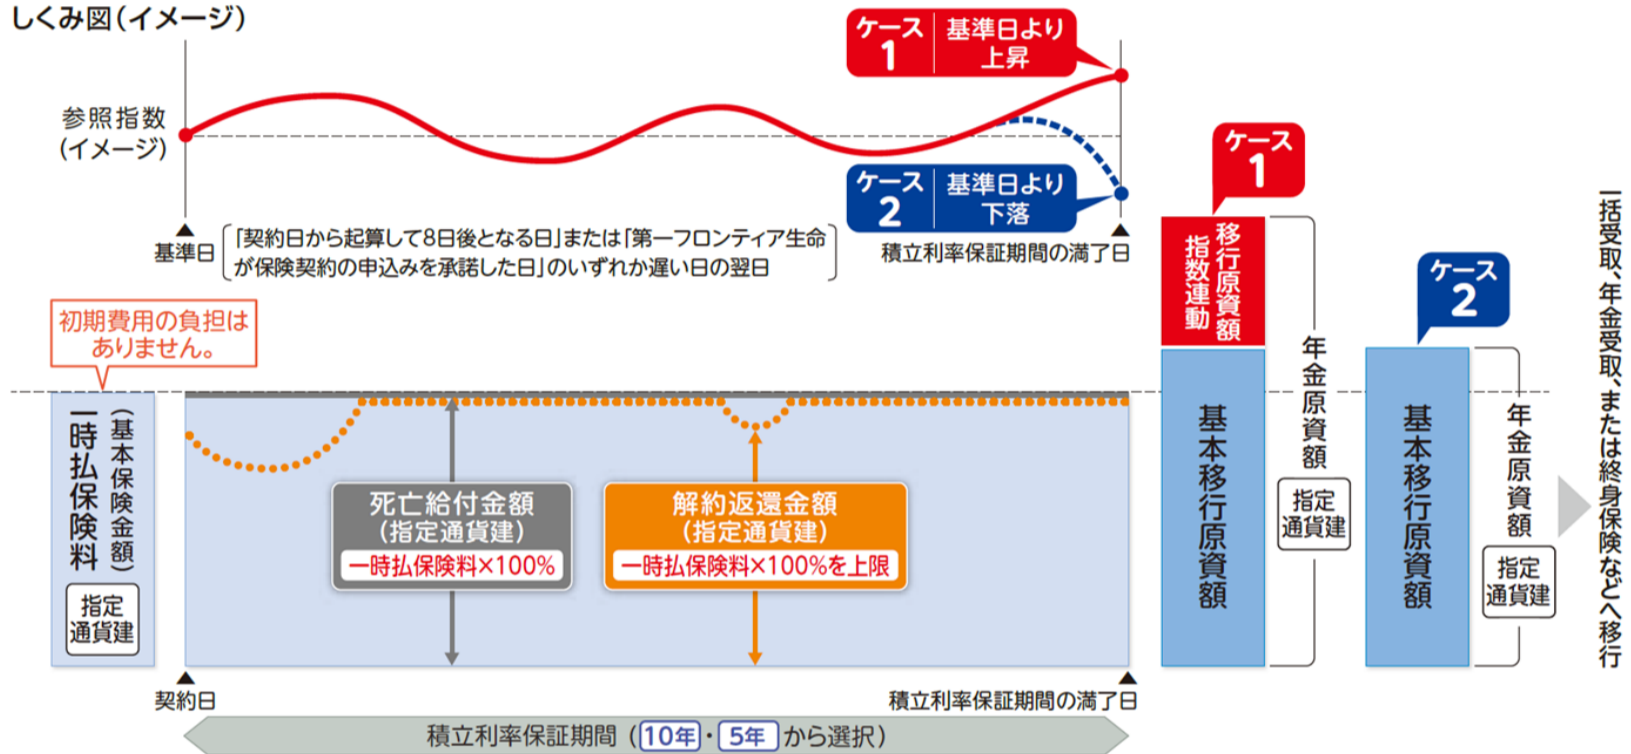 しくみ図(イメージ)
ケース
1
基準日より
上昇
参照指数
(イメージ)
ケース
2
基準日より
下落
基準日
「契約日から起算して8日後となる日」または「第一フロンティア生命
が保険契約の申込みを承諾した日」のいずれか遅い日の翌日
積立利率保証期間の満了日
初期費用の負担は
ありません。
一時払保険料
(基本保険金額)
指定
通貨建
死亡給付金額
(指定通貨建)
一時払保険料×100%
解約返還金額
(指定通貨建)
一時払保険料×100%を上限
契約日
積立利率保証期間の満了日
積立利率保証期間 (10年・5年から選択)
ケース
1
指数連動
移行原資額
基本移行原資額
年金原資額
指定
通貨建
ケース
2
基本移行原資額
年金原資額
指定
通貨建
一括受取、年金受取、または終身保険などへ移行